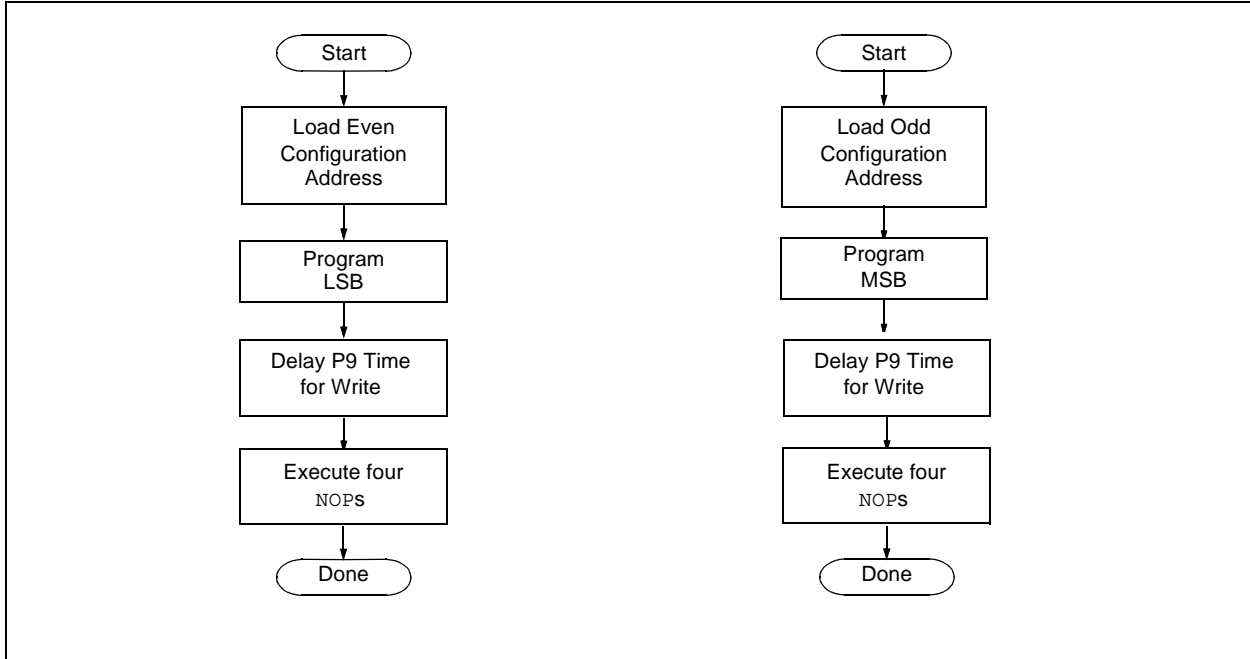 Start
Load Even
Configuration
Address
Program
LSB
Delay P9 Time
for Write
Execute four
NOPs
Done
Start
Load Odd
Configuration
Address
Program
MSB
Delay P9 Time
for Write
Execute four
NOPs
Done